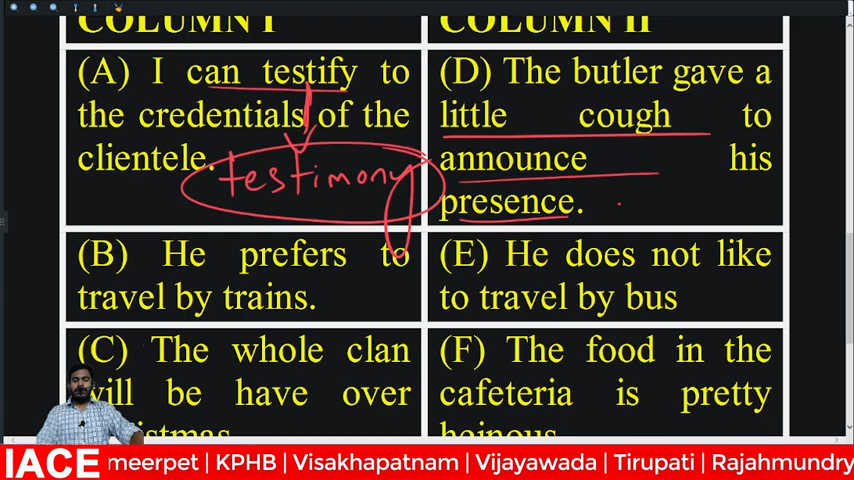 COLUMN I
COLUMN II
(A) I can testify to
the credentials of the
clientele.
testimony
(D) The butler gave a
little cough to
announce his
presence.
(B) He prefers to
travel by trains.
(E) He does not like
to travel by bus
(C) The whole clan
will be have over
christmas
(F) The food in the
cafeteria is pretty
heinous
IACE
meerpet | KPHB | Visakhapatnam | Vijayawada | Tirupati | Rajahmundry